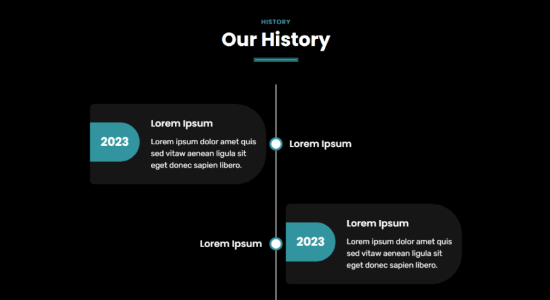 HISTORY
Our History
Lorem Ipsum
2023
Lorem ipsum dolor amet quis
sed vitaw aenean ligula sit
eget donec sapien libero.
Lorem Ipsum
Lorem Ipsum
Lorem Ipsum
2023
Lorem ipsum dolor amet quis
sed vitaw aenean ligula sit
eget donec sapien libero.